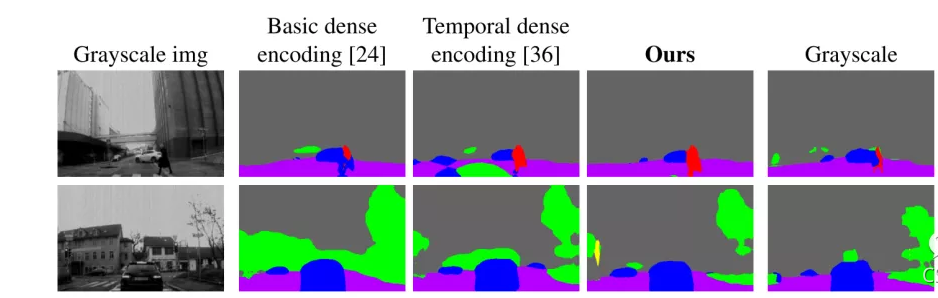 Grayscale img
Basic dense
encoding [24]
Temporal dense
encoding [36]
Ours
Grayscale